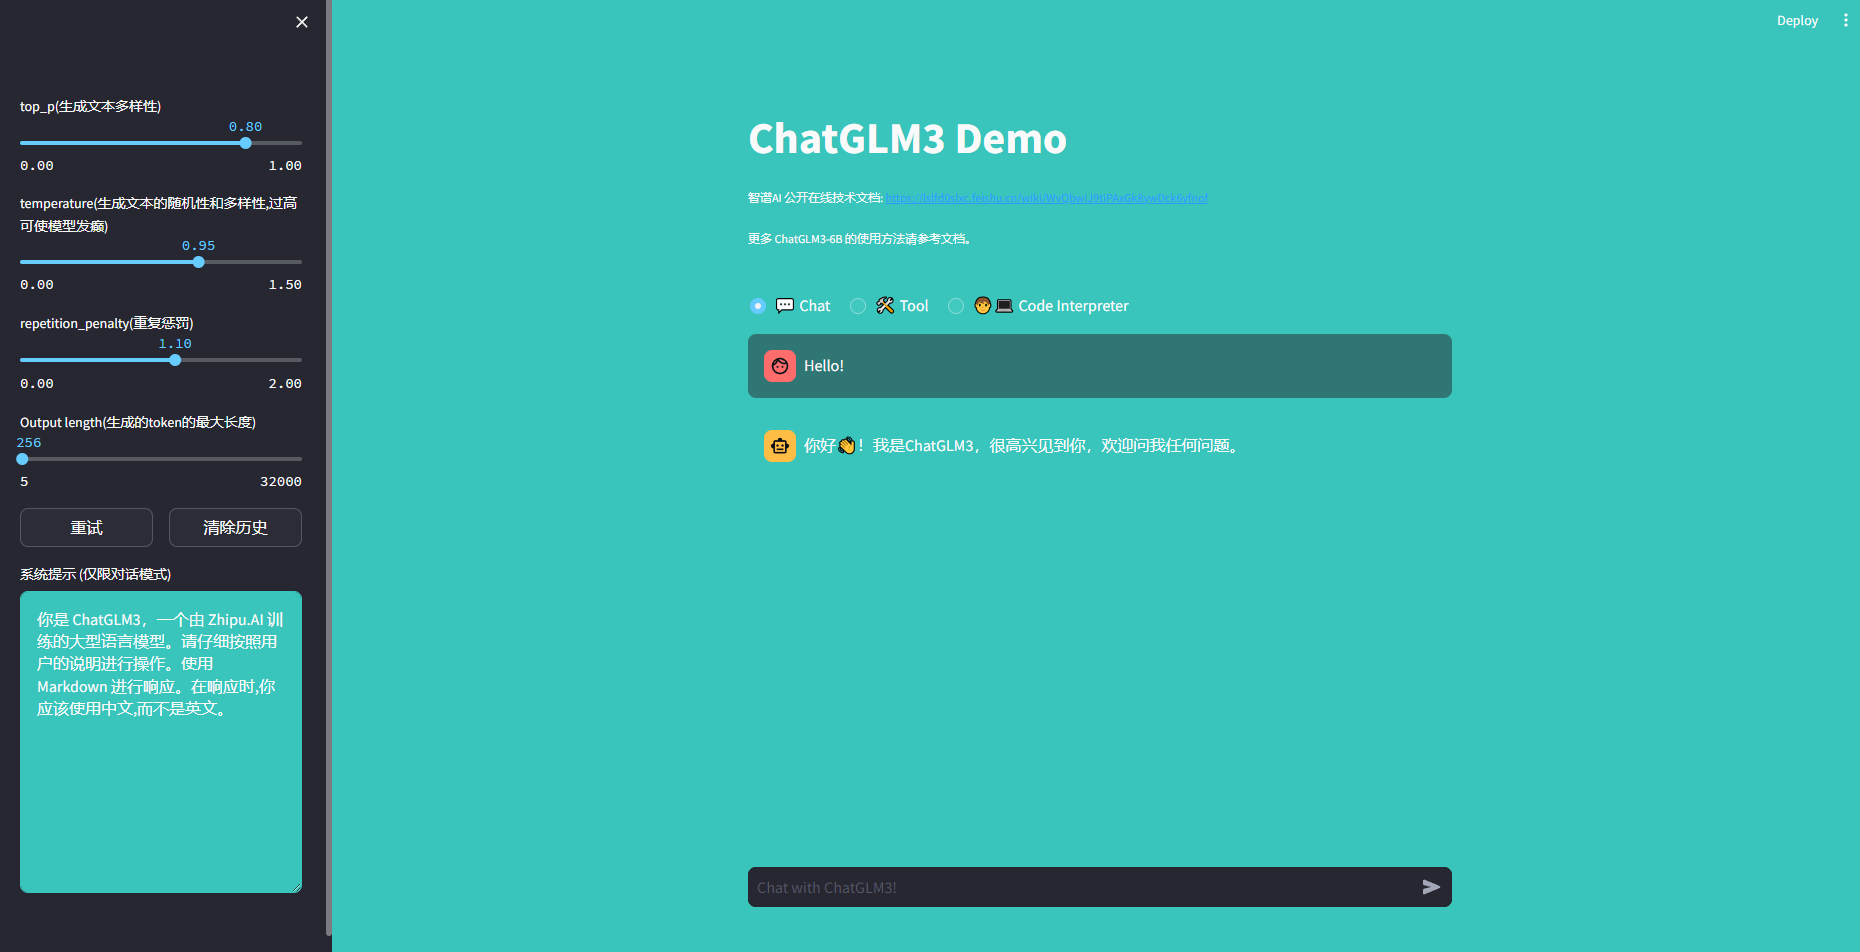 Deploy
top_p(生成文本多样性)
0.80
0.00 1.00
temperature(生成文本的随机性和多样性,过高
可使模型发癫)
0.95
0.00 1.50
repetition_penalty(重复惩罚)
1.10
0.00 2.00
Output length(生成的token的最大长度)
256
5 32000
重试 清除历史
系统提示 (仅限对话模式)
你是 ChatGLM3，一个由 Zhipu.AI 训
练的大型语言模型。请仔细按照用
户的说明进行操作。使用
Markdown 进行响应。在响应时,你
应该使用中文,而不是英文。
ChatGLM3 Demo
智谱AI 公开在线技术文档:
更多 ChatGLM3-6B 的使用方法请参考文档。
💬 Chat 🛠️ Tool 🧑‍💻 Code Interpreter
Hello!
你好👏！我是ChatGLM3，很高兴见到你，欢迎问我任何问题。
Chat with ChatGLM3!